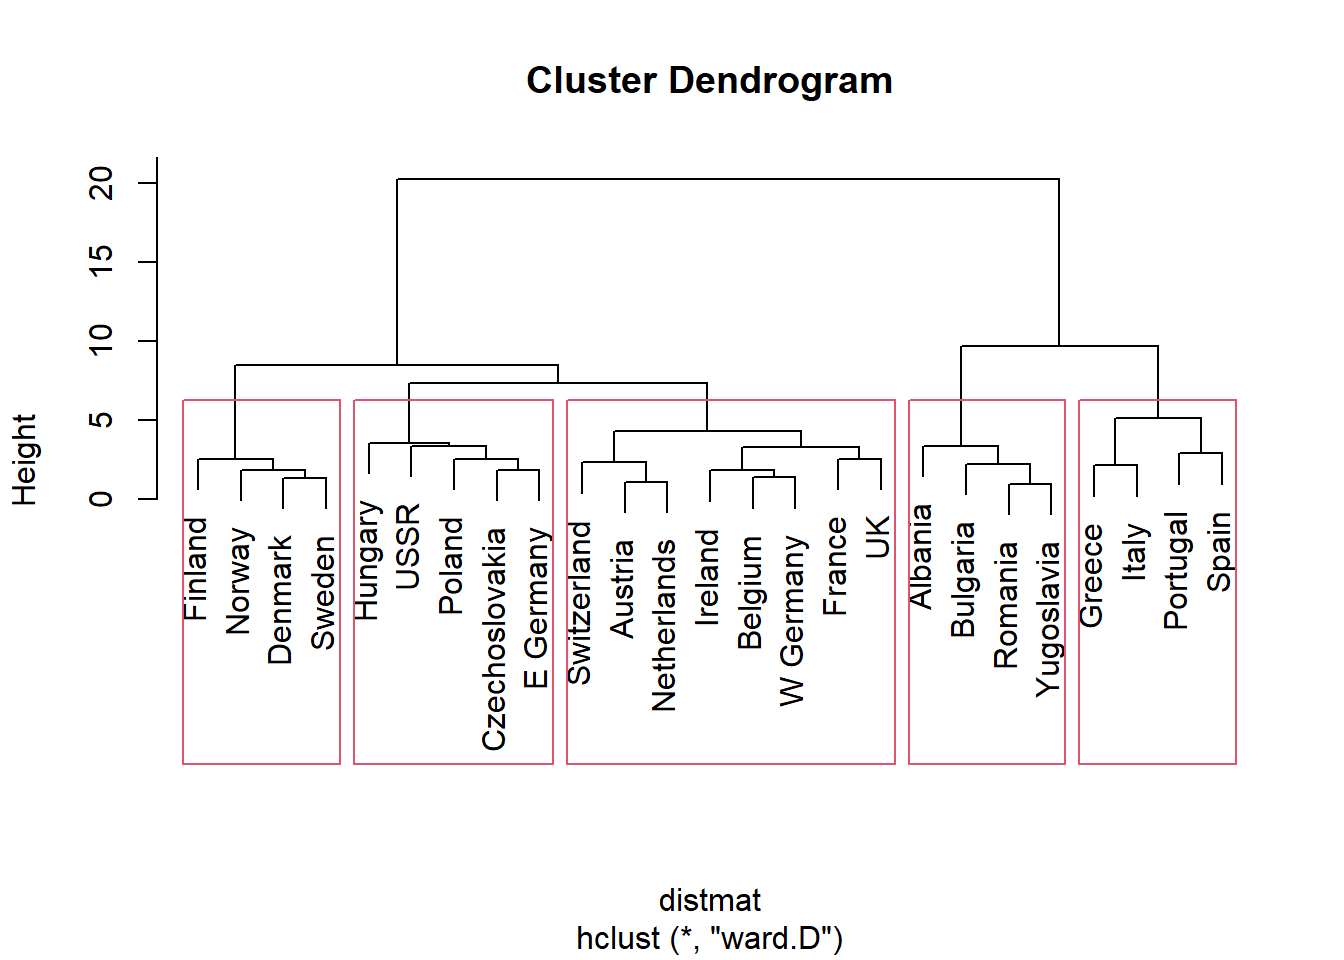 Cluster Dendrogram
Height
20
15
10
5
0
Finland
Norway
Denmark
Sweden
Hungary
USSR
Poland
Czechoslovakia
E Germany
Switzerland
Austria
Netherlands
Ireland
Belgium
W Germany
France
UK
Albania
Bulgaria
Romania
Yugoslavia
Greece
Italy
Portugal
Spain
distmat
hclust (*, "ward.D")